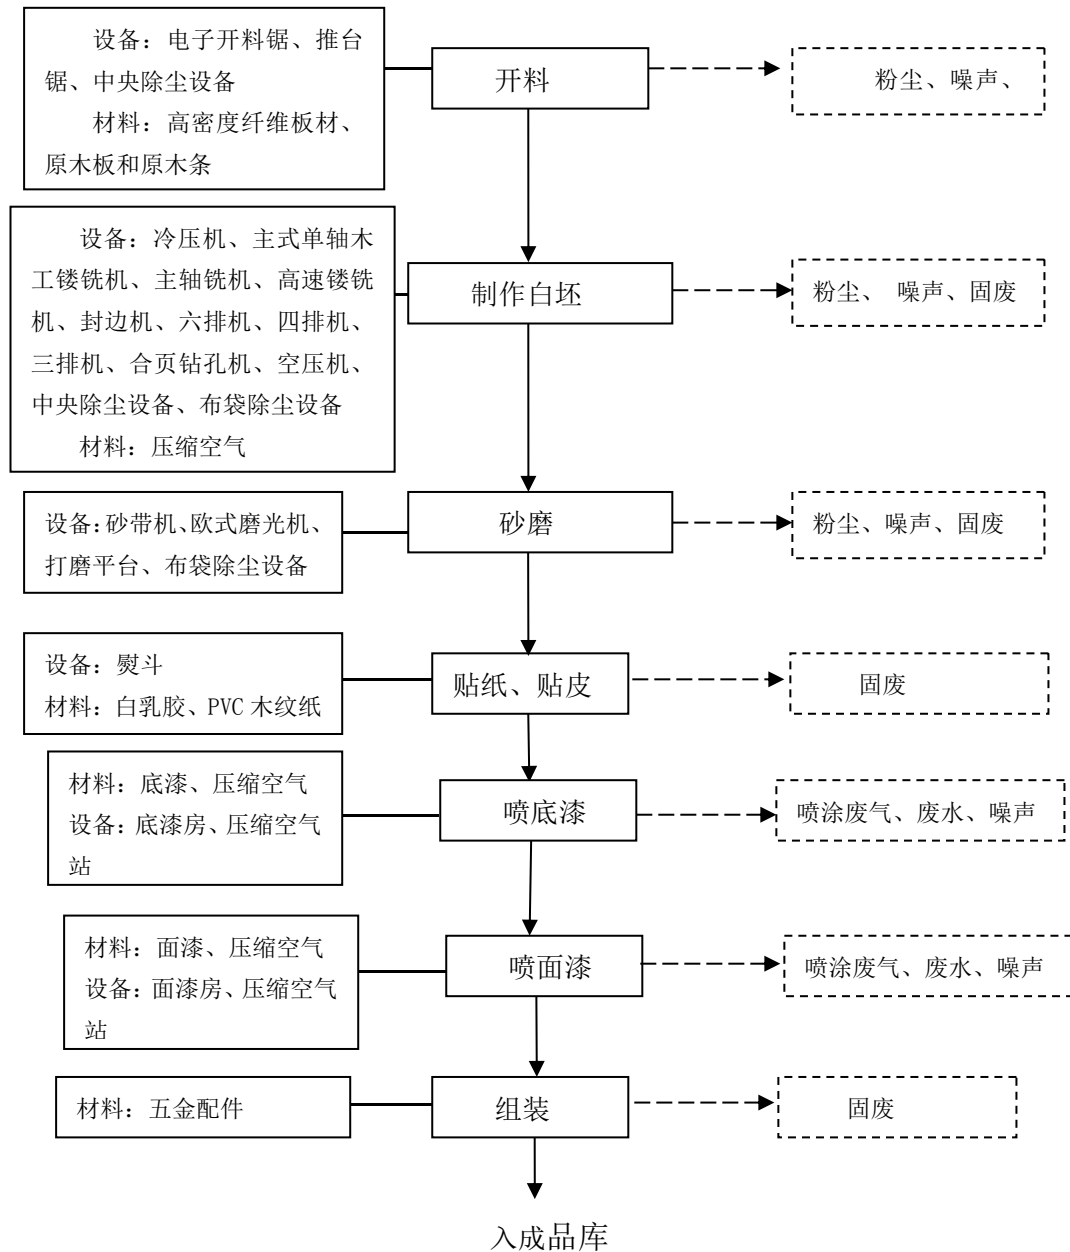 设备：电子开料锯、推台
锯、中央除尘设备
材料：高密度纤维板材、
原木板和原木条
开料
粉尘、噪声、
设备：冷压机、主式单轴木
工镂铣机、主轴铣机、高速镂铣
机、封边机、六排机、四排机、
三排机、合页钻孔机、空压机、
中央除尘设备、布袋除尘设备
材料：压缩空气
制作白坯
粉尘、 噪声、固废
设备：砂带机、欧式磨光机、
打磨平台、布袋除尘设备
砂磨
粉尘、噪声、固废
设备：熨斗
材料：白乳胶、PVC 木纹纸
贴纸、贴皮
固废
材料：底漆、压缩空气
设备：底漆房、压缩空气
站
喷底漆
喷涂废气、废水、噪声
材料：面漆、压缩空气
设备：面漆房、压缩空气
站
喷面漆
喷涂废气、废水、噪声
材料：五金配件
组装
固废
入成品库